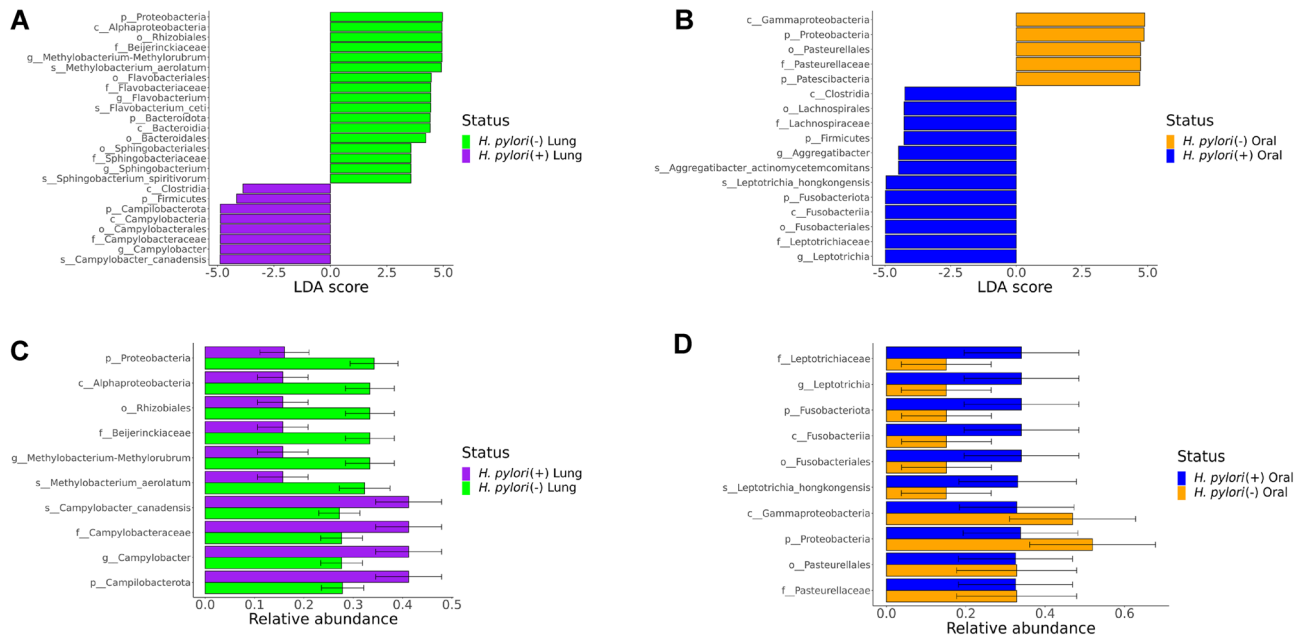 A
p__Proteobacteria
c__Alphaproteobacteria
o__Rhizobiales
f__Beijerinckiaceae
g__Methylobacterium-Methylorubrum
s__Methylobacterium_aerolatum
o__Flavobacteriales
f__Flavobacteriaceae
g__Flavobacterium
s__Flavobacterium_ceti
p__Bacteroidota
c__Bacteroidia
o__Bacteroidales
o__Sphingobacteriales
f__Sphingobacteriaceae
g__Sphingobacterium
s__Sphingobacterium_spiritivorum
c__Clostridia
p__Firmicutes
p__Campilobacterota
c__Campylobacteria
o__Campylobacterales
f__Campylobacteraceae
g__Campylobacter
s__Campylobacter_canadensis
-5.0 -2.5 0.0 2.5 5.0
LDA score
Status
H. pylori(-) Lung
H. pylori(+) Lung
B
c__Gammaproteobacteria
p__Proteobacteria
o__Pasteurellales
f__Pasteurellaceae
p__Patescibacteria
c__Clostridia
o__Lachnospirales
f__Lachnospiraceae
p__Firmicutes
g__Aggregatibacter
s__Aggregatibacter_actinomycetemcomitans
s__Leptotrichia_hongkongensis
p__Fusobacteriota
c__Fusobacteriia
o__Fusobacteriales
f__Leptotrichiaceae
g__Leptotrichia
-5.0 -2.5 0.0 2.5 5.0
LDA score
Status
H. pylori(-) Oral
H. pylori(+) Oral
C
p__Proteobacteria
c__Alphaproteobacteria
o__Rhizobiales
f__Beijerinckiaceae
g__Methylobacterium-Methylorubrum
s__Methylobacterium_aerolatum
s__Campylobacter_canadensis
f__Campylobacteraceae
g__Campylobacter
p__Campilobacterota
0.0 0.1 0.2 0.3 0.4 0.5
Relative abundance
Status
H. pylori(+) Lung
H. pylori(-) Lung
D
f__Leptotrichiaceae
g__Leptotrichia
p__Fusobacteriota
c__Fusobacteriia
o__Fusobacteriales
s__Leptotrichia_hongkongensis
c__Gammaproteobacteria
p__Proteobacteria
o__Pasteurellales
f__Pasteurellaceae
0.0 0.2 0.4 0.6
Relative abundance
Status
H. pylori(+) Oral
H. pylori(-) Oral